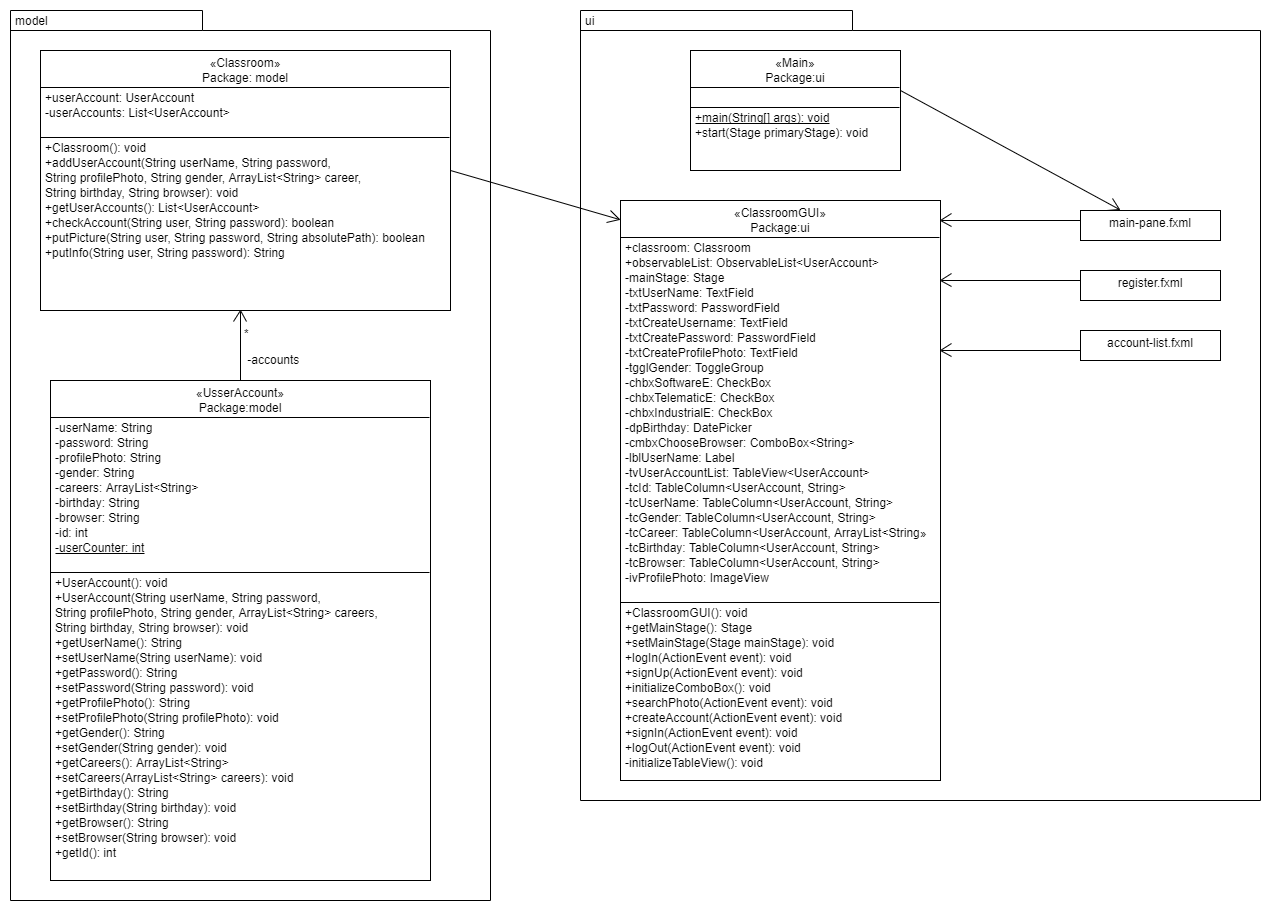 model
«Classroom»
Package: model
+userAccount: UserAccount
-userAccounts: List<UserAccount>
+Classroom(): void
+addUserAccount(String userName, String password,
String profilePhoto, String gender, ArrayList<String> career,
String birthday, String browser): void
+getUserAccounts(): List<UserAccount>
+checkAccount(String user, String password): boolean
+putPicture(String user, String password, String absolutePath): boolean
+putInfo(String user, String password): String
*
-accounts
«UsserAccount»
Package:model
-userName: String
-password: String
-profilePhoto: String
-gender: String
-careers: ArrayList<String>
-birthday: String
-browser: String
-id: int
-userCounter: int
+UserAccount(): void
+UserAccount(String userName, String password,
String profilePhoto, String gender, ArrayList<String> careers,
String birthday, String browser): void
+getUserName(): String
+setUserName(String userName): void
+getPassword(): String
+setPassword(String password): void
+getProfilePhoto(): String
+setProfilePhoto(String profilePhoto): void
+getGender(): String
+setGender(String gender): void
+getCareers(): ArrayList<String>
+setCareers(ArrayList<String> careers): void
+getBirthday(): String
+setBirthday(String birthday): void
+getBrowser(): String
+setBrowser(String browser): void
+getId(): int
ui
«Main»
Package:ui
+main(String[] args): void
+start(Stage primaryStage): void
«ClassroomGUI»
Package:ui
+classroom: Classroom
+observableList: ObservableList<UserAccount>
-mainStage: Stage
-txtUserName: TextField
-txtPassword: PasswordField
-txtCreateUsername: TextField
-txtCreatePassword: PasswordField
-txtCreateProfilePhoto: TextField
-tgglGender: ToggleGroup
-chbxSoftwareE: CheckBox
-chbxTelematicE: CheckBox
-chbxIndustrialE: CheckBox
-dpBirthday: DatePicker
-cmbxChooseBrowser: ComboBox<String>
-lblUserName: Label
-tvUserAccountList: TableView<UserAccount>
-tcId: TableColumn<UserAccount, String>
-tcUserName: TableColumn<UserAccount, String>
-tcGender: TableColumn<UserAccount, String>
-tcCareer: TableColumn<UserAccount, ArrayList<String»
-tcBirthday: TableColumn<UserAccount, String>
-tcBrowser: TableColumn<UserAccount, String>
-ivProfilePhoto: ImageView
+ClassroomGUI(): void
+getMainStage(): Stage
+setMainStage(Stage mainStage): void
+logIn(ActionEvent event): void
+signUp(ActionEvent event): void
+initializeComboBox(): void
+searchPhoto(ActionEvent event): void
+createAccount(ActionEvent event): void
+signIn(ActionEvent event): void
+logOut(ActionEvent event): void
-initializeTableView(): void
main-pane.fxml
register.fxml
account-list.fxml